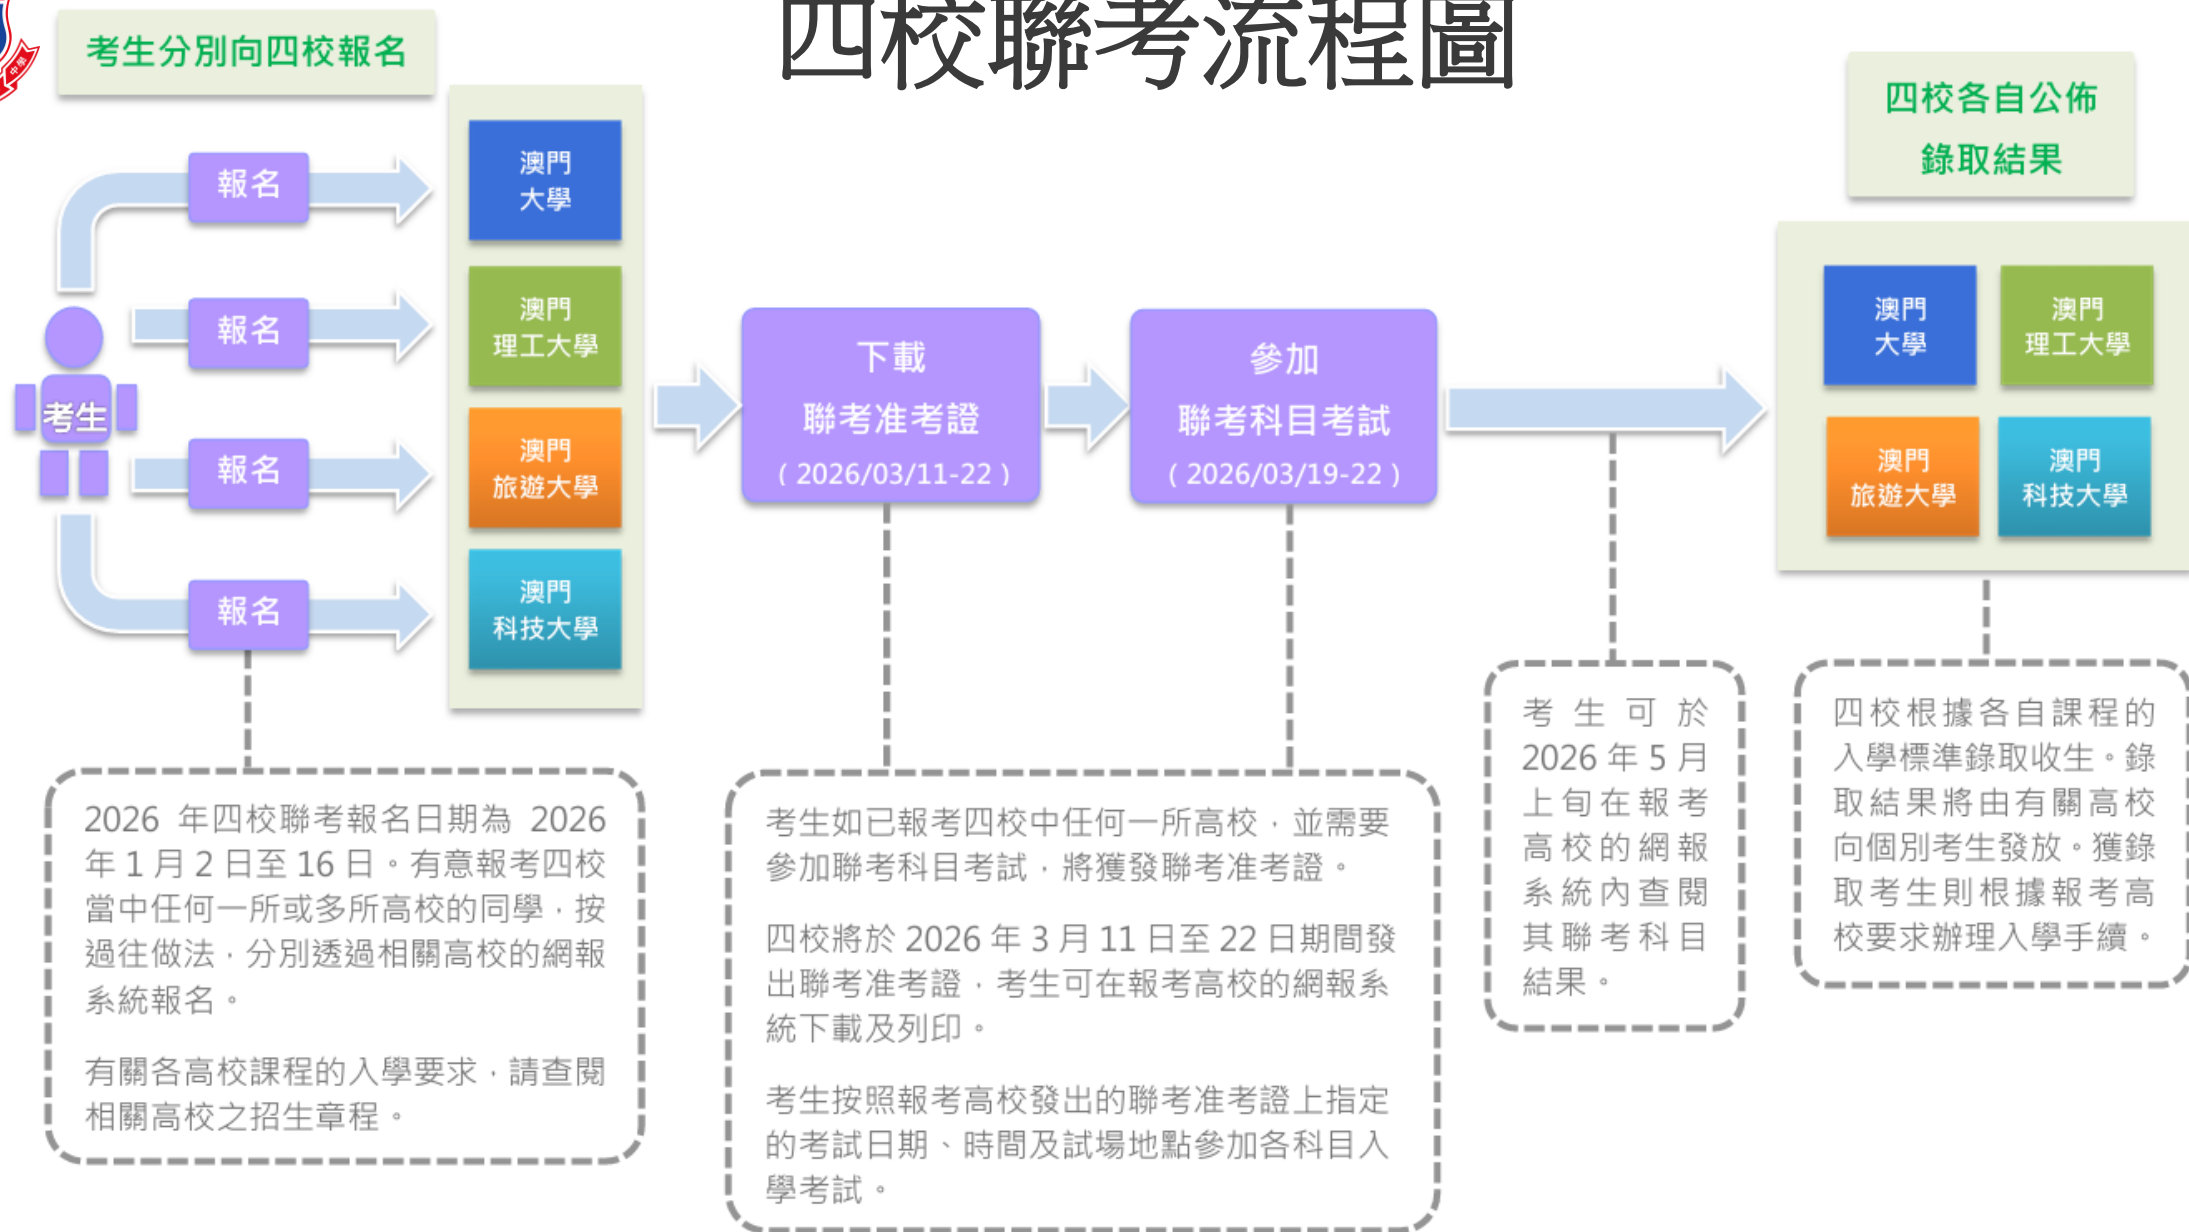 四校聯考流程圖
考生分別向四校報名
報名
報名
報名
報名
考生
澳門
大學
澳門
理工大學
澳門
旅遊大學
澳門
科技大學
下載
聯考准考證
（2026/03/11-22）
參加
聯考科目考試
（2026/03/19-22）
四校各自公佈
錄取結果
澳門
大學
澳門
理工大學
澳門
旅遊大學
澳門
科技大學
2026 年四校聯考報名日期為 2026
年 1 月 2 日至 16 日。有意報考四校
當中任何一所或多所高校的同學，按
過往做法，分別透過相關高校的網報
系統報名。
有關各高校課程的入學要求，請查閱
相關高校之招生章程。
考生如已報考四校中任何一所高校，並需要
參加聯考科目考試，將獲發聯考准考證。
四校將於 2026 年 3 月 11 日至 22 日期間發
出聯考准考證，考生可在報考高校的網報系
統下載及列印。
考生按照報考高校發出的聯考准考證上指定
的考試日期、時間及試場地點參加各科目入
學考試。
考生可於
2026 年 5 月
上旬在報考
高校的網報
系統內查閱
其聯考科目
結果。
四校根據各自課程的
入學標準錄取收生。錄
取結果將由有關高校
向個別考生發放。獲錄
取考生則根據報考高
校要求辦理入學手續。
中學